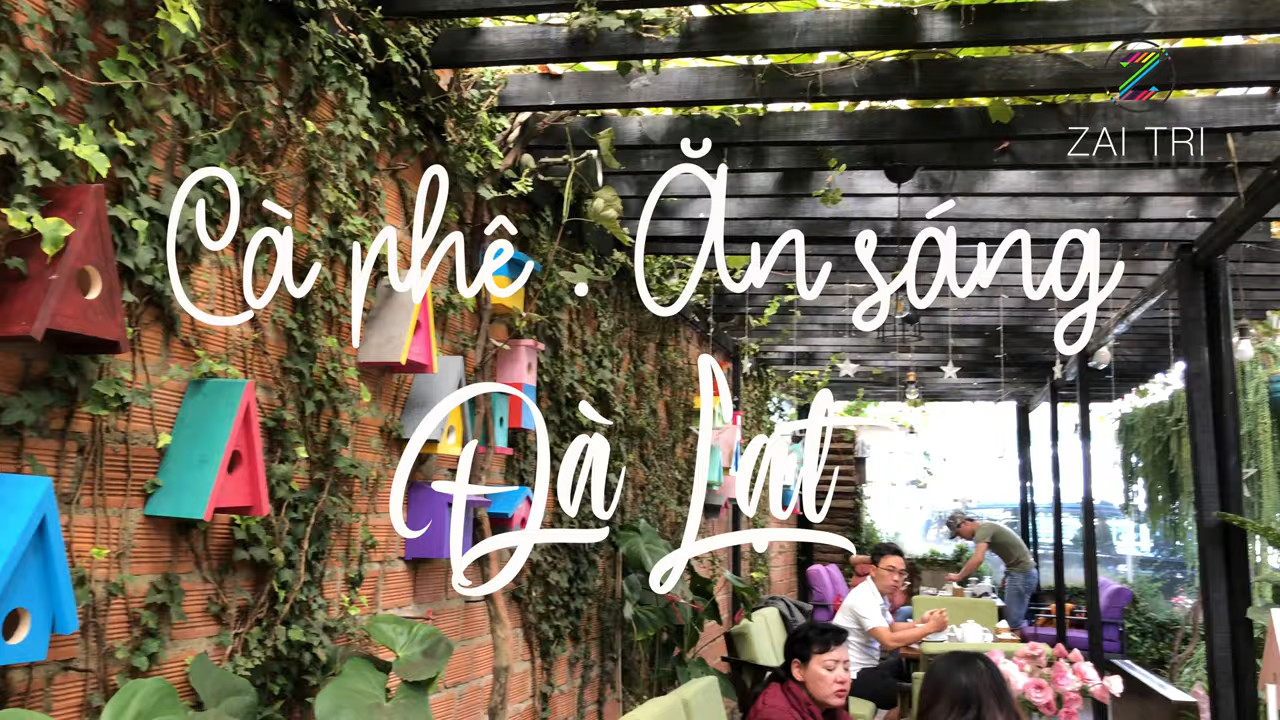 ZAI TRI
Cà phê . Ăn sáng
Đà Lạt